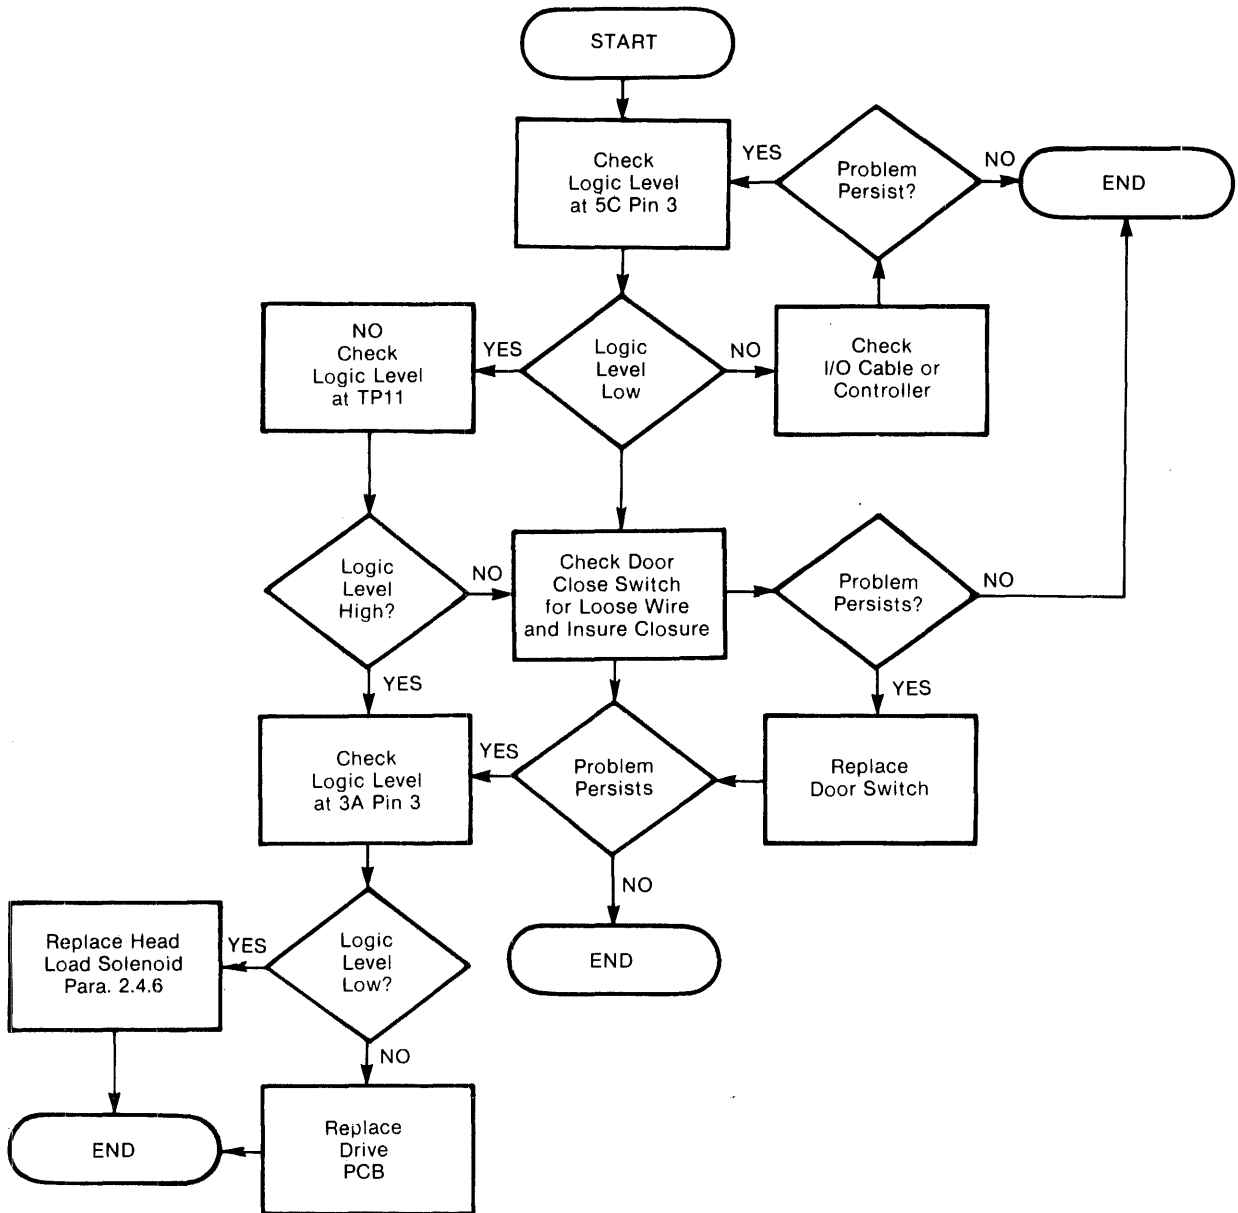 START
Check
Logic Level
at 5C Pin 3
YES
Problem
Persist?
NO
END
NO
Check
Logic Level
at TP11
YES
Logic
Level
Low
NO
Check
I/O Cable or
Controller
Logic
Level
High?
NO
Check Door
Close Switch
for Loose Wire
and Insure Closure
Problem
Persists?
NO
YES
YES
Check
Logic Level
at 3A Pin 3
YES
Problem
Persists
Replace
Door Switch
NO
Replace Head
Load Solenoid
Para. 2.4.6
YES
Logic
Level
Low?
END
NO
END
Replace
Drive
PCB